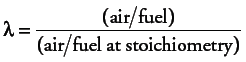 λ = (air/fuel)
(air/fuel at stoichiometry)